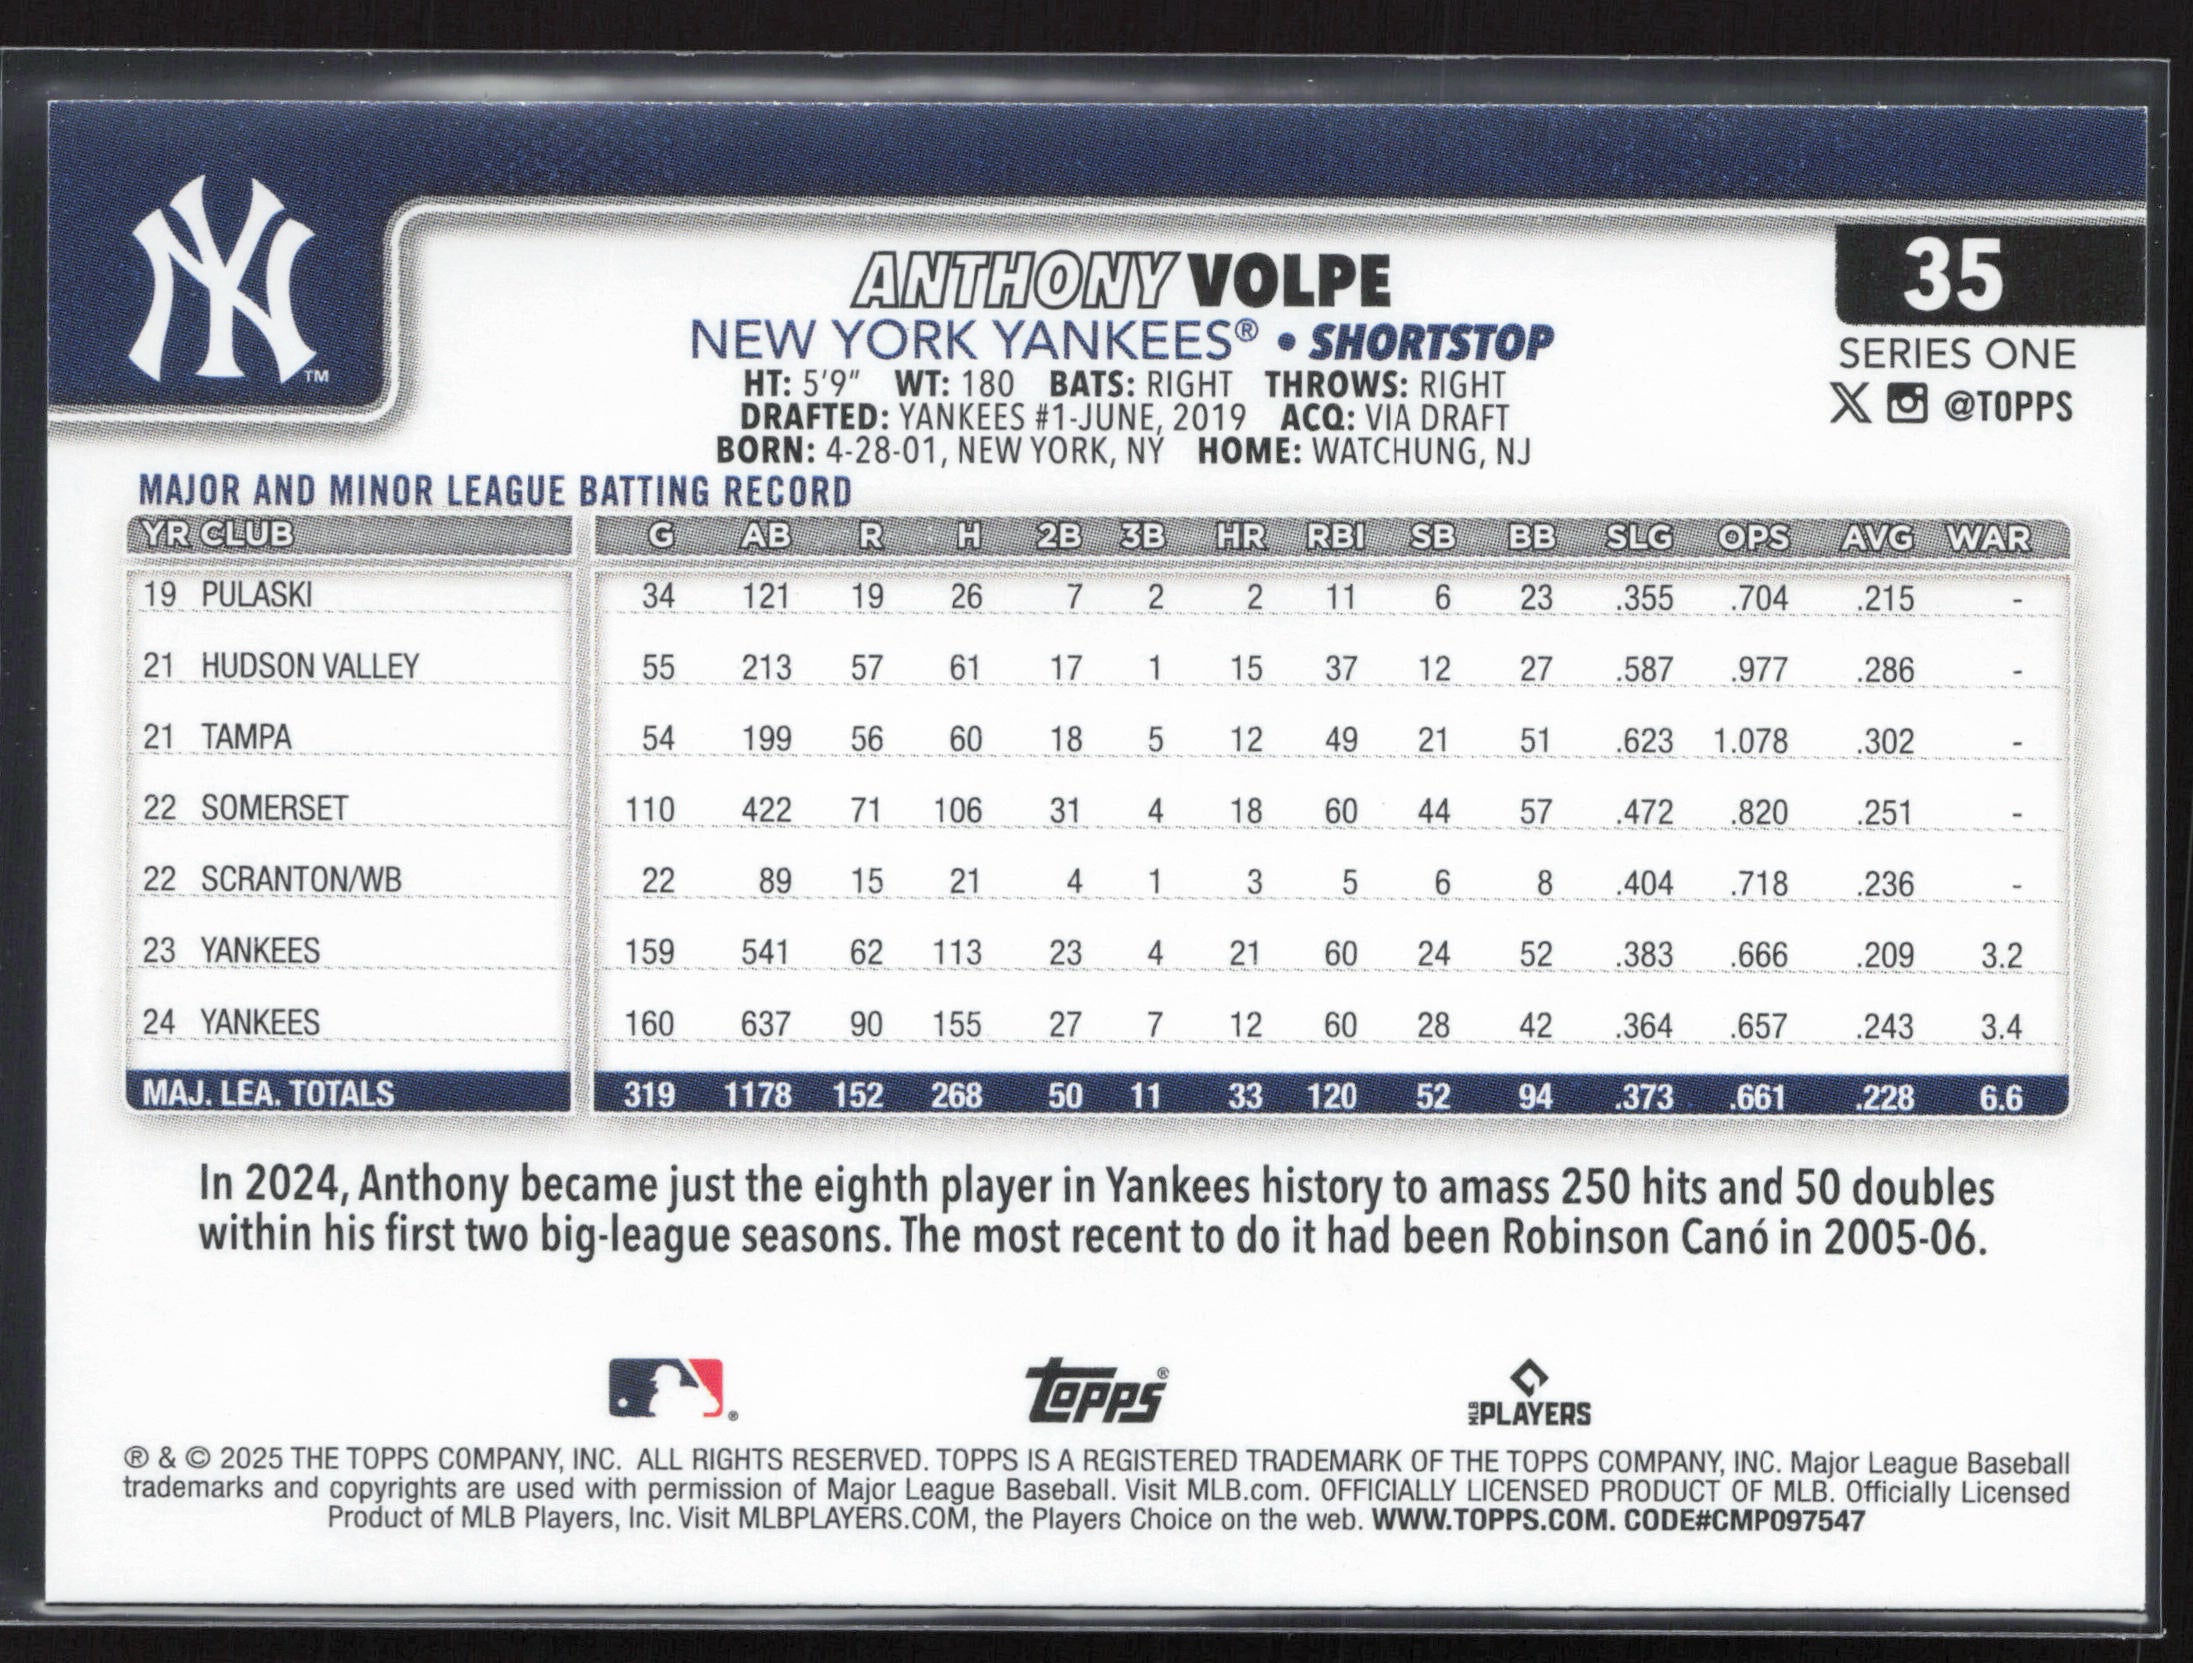 NY™
ANTHONY VOLPE
NEW YORK YANKEES® • SHORTSTOP
HT: 5'9" WT: 180 BATS: RIGHT THROWS: RIGHT
DRAFTED: YANKEES #1-JUNE, 2019 ACQ: VIA DRAFT
BORN: 4-28-01, NEW YORK, NY HOME: WATCHUNG, NJ
35
SERIES ONE
X @TOPPS
MAJOR AND MINOR LEAGUE BATTING RECORD
YR CLUB G AB R H 2B 3B HR RBI SB BB SLG OPS AVG WAR
19 PULASKI 34 121 19 26 7 2 2 11 6 23 .355 .704 .215 -
21 HUDSON VALLEY 55 213 57 61 17 1 15 37 12 27 .587 .977 .286 -
21 TAMPA 54 199 56 60 18 5 12 49 21 51 .623 1.078 .302 -
22 SOMERSET 110 422 71 106 31 4 18 60 44 57 .472 .820 .251 -
22 SCRANTON/WB 22 89 15 21 4 1 3 5 6 8 .404 .718 .236 -
23 YANKEES 159 541 62 113 23 4 21 60 24 52 .383 .666 .209 3.2
24 YANKEES 160 637 90 155 27 7 12 60 28 42 .364 .657 .243 3.4
MAJ. LEA. TOTALS 319 1178 152 268 50 11 33 120 52 94 .373 .661 .228 6.6
In 2024, Anthony became just the eighth player in Yankees history to amass 250 hits and 50 doubles
within his first two big-league seasons. The most recent to do it had been Robinson Canó in 2005-06.
® topps® MLB PLAYERS
® & © 2025 THE TOPPS COMPANY, INC. ALL RIGHTS RESERVED. TOPPS IS A REGISTERED TRADEMARK OF THE TOPPS COMPANY, INC. Major League Baseball
trademarks and copyrights are used with permission of Major League Baseball. Visit MLB.com. OFFICIALLY LICENSED PRODUCT OF MLB. Officially Licensed
Product of MLB Players, Inc. Visit MLBPLAYERS.COM, the Players Choice on the web. WWW.TOPPS.COM. CODE#CMP097547